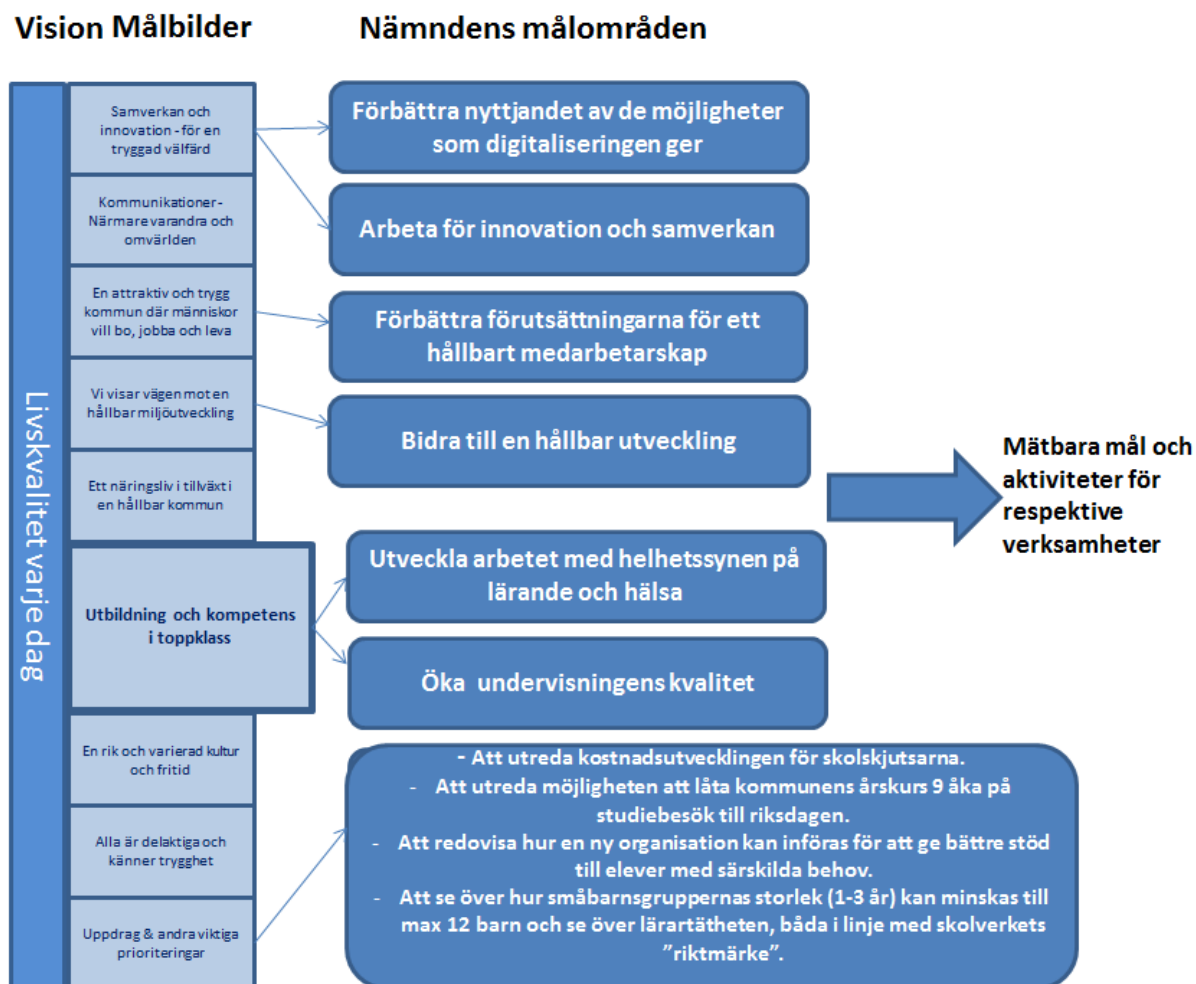 Vision Målbilder
Nämndens målområden
Livskvalitet varje dag
Samverkan och
innovation - för en
tryggad välfärd
Kommunikationer -
Närmare varandra och
omvärlden
En attraktiv och trygg
kommun där människor
vill bo, jobba och leva
Vi visar vägen mot en
hållbar miljöutveckling
Ett näringsliv i tillväxt i
en hållbar kommun
Utbildning och kompetens
i toppklass
En rik och varierad kultur
och fritid
Alla är delaktiga och
känner trygghet
Uppdrag & andra viktiga
prioriteringar
Förbättra nyttjandet av de möjligheter
som digitaliseringen ger
Arbeta för innovation och samverkan
Förbättra förutsättningarna för ett
hållbart medarbetarskap
Bidra till en hållbar utveckling
Utveckla arbetet med helhetssynen på
lärande och hälsa
Öka undervisningens kvalitet
- Att utreda kostnadsutvecklingen för skolskjutsarna.
- Att utreda möjligheten att låta kommunens årskurs 9 åka på
studiebesök till riksdagen.
- Att redovisa hur en ny organisation kan införas för att ge bättre stöd
till elever med särskilda behov.
- Att se över hur småbarnsgruppernas storlek (1-3 år) kan minskas till
max 12 barn och se över lärartätheten, båda i linje med skolverkets
”riktmärke”.
Mätbara mål och
aktiviteter för
respektive
verksamheter